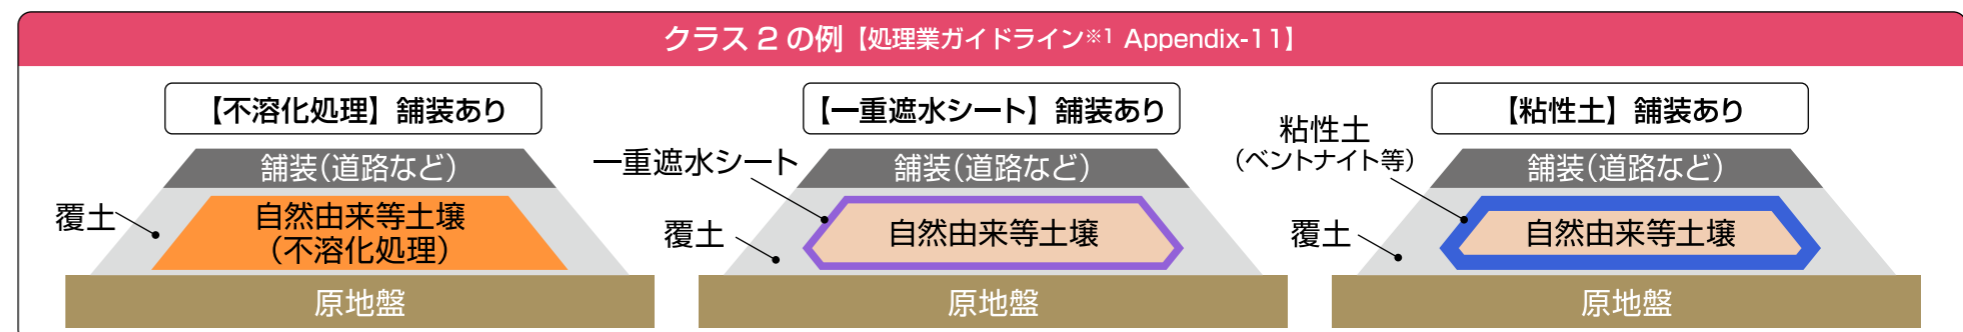 クラス2の例【処理業ガイドライン※1 Appendix-11】
【不溶化処理】舗装あり
舗装(道路など)
覆土
自然由来等土壌
(不溶化処理)
原地盤
【一重遮水シート】舗装あり
一重遮水シート
舗装(道路など)
覆土
自然由来等土壌
原地盤
【粘性土】舗装あり
粘性土
(ベントナイト等)
舗装(道路など)
覆土
自然由来等土壌
原地盤